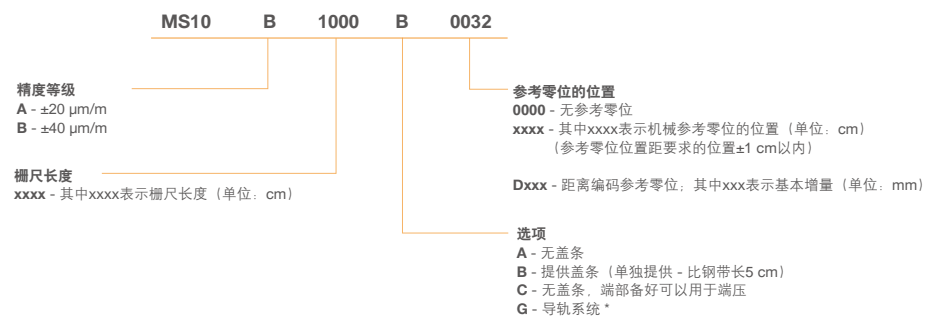 MS10 B 1000 B 0032
精度等级
A - ±20 µm/m
B - ±40 µm/m
栅尺长度
xxxx - 其中xxxx表示栅尺长度（单位：cm）
参考零位的位置
0000 - 无参考零位
xxxx - 其中xxxx表示机械参考零位的位置（单位：cm）
（参考零位位置距要求的位置±1 cm以内）
Dxxx - 距离编码参考零位；其中xxx表示基本增量（单位：mm）
选项
A - 无盖条
B - 提供盖条（单独提供 - 比钢带长5 cm）
C - 无盖条，端部备好可以用于端压
G - 导轨系统 *